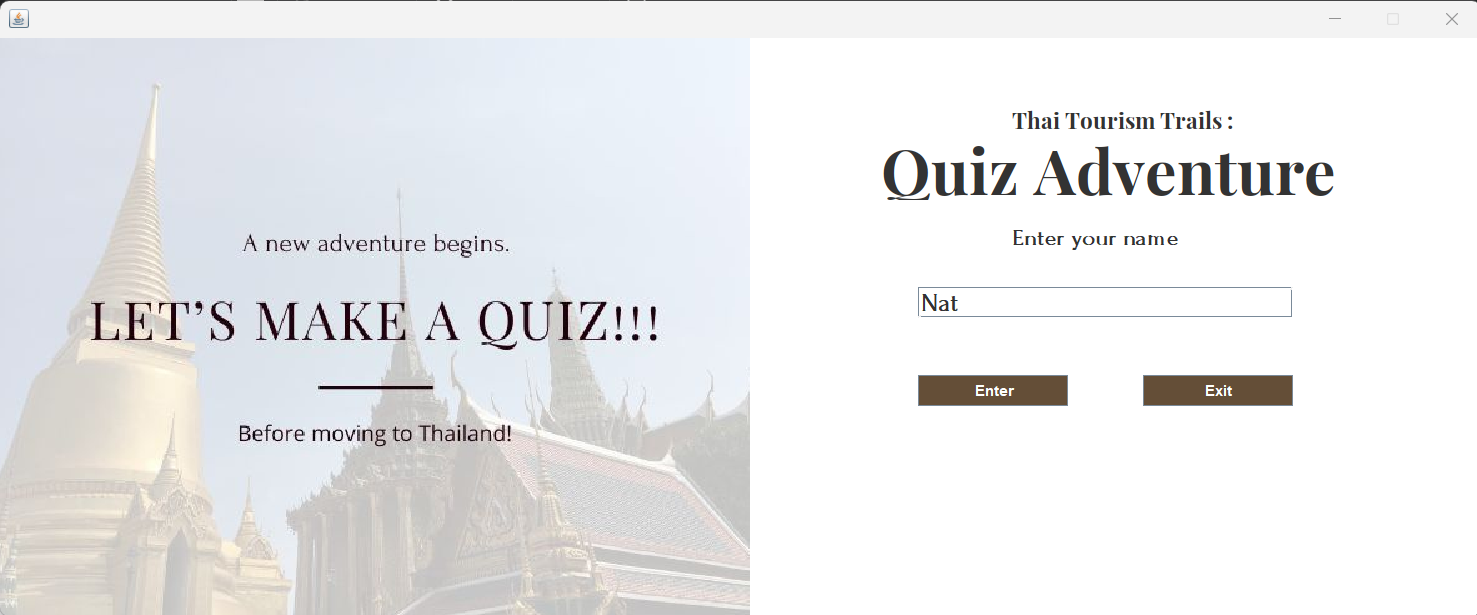 A new adventure begins.
LET'S MAKE A QUIZ!!!
Before moving to Thailand!
Thai Tourism Trails :
Quiz Adventure
Enter your name
Nat
Enter
Exit